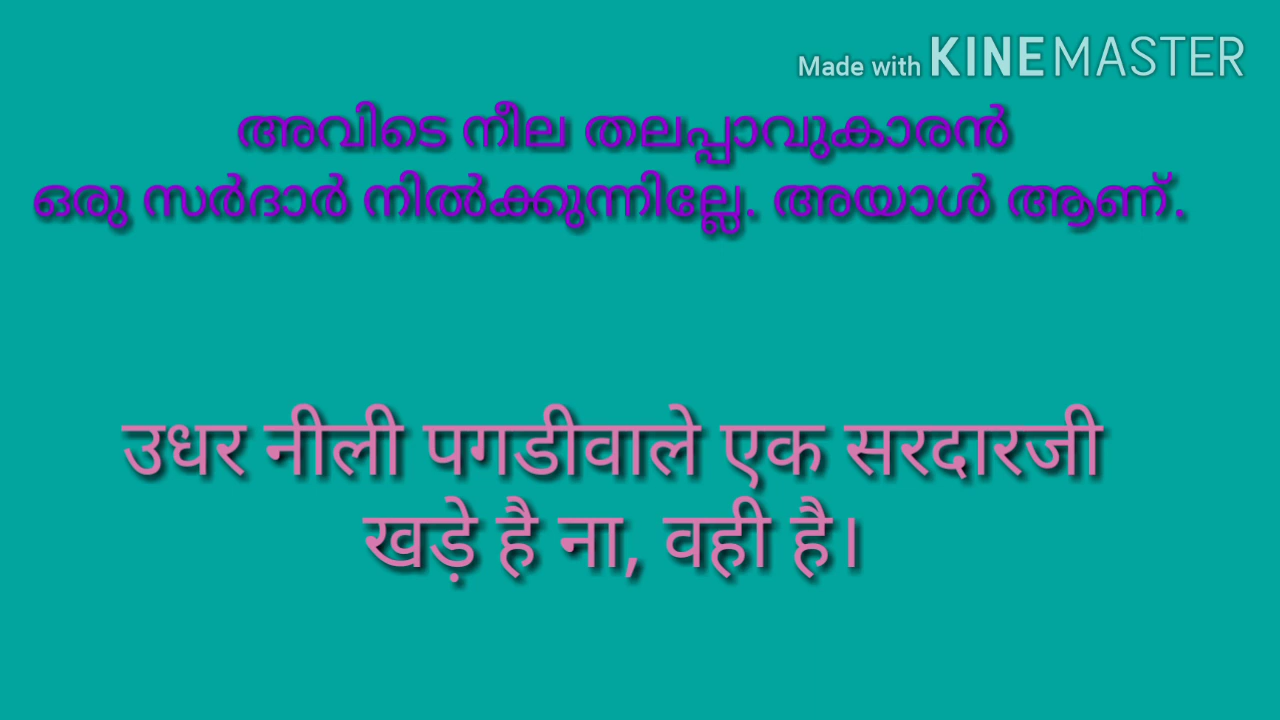 Made with KINEMASTER
അവിടെ നീല തലപ്പാവുകാരൻ
ഒരു സർദാർ നിൽക്കുന്നില്ലേ. അയാൾ ആണ്.
उधर नीली पगडीवाले एक सरदारजी
खड़े है ना, वही है।